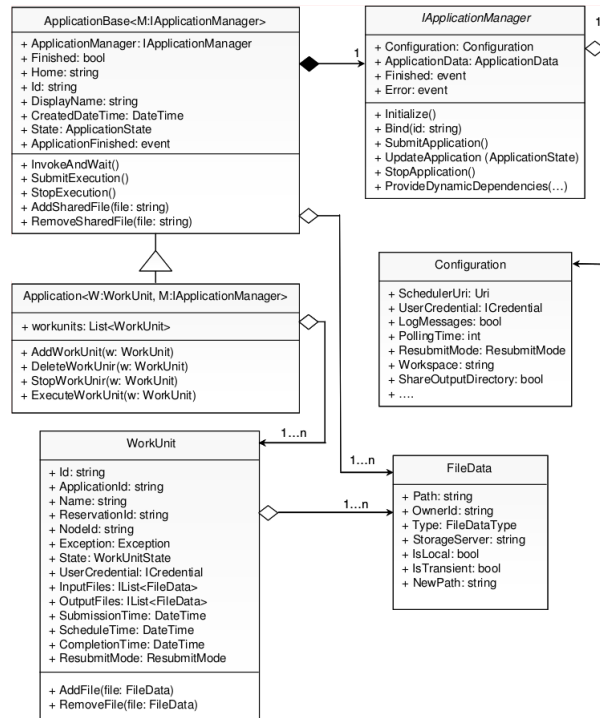 ApplicationBase<M:IApplicationManager>
+ ApplicationManager: IApplicationManager
+ Finished: bool
+ Home: string
+ Id: string
+ DisplayName: string
+ CreatedDateTime: DateTime
+ State: ApplicationState
+ ApplicationFinished: event
+ InvokeAndWait()
+ SubmitExecution()
+ StopExecution()
+ AddSharedFile(file: string)
+ RemoveSharedFile(file: string)
1
IApplicationManager
+ Configuration: Configuration
+ ApplicationData: ApplicationData
+ Finished: event
+ Error: event
+ Initialize()
+ Bind(id: string)
+ SubmitApplication()
+ UpdateApplication (ApplicationState)
+ StopApplication()
+ ProvideDynamicDependencies(...)
1
Configuration
+ SchedulerUri: Uri
+ UserCredential: ICredential
+ LogMessages: bool
+ PollingTime: int
+ ResubmitMode: ResubmitMode
+ Workspace: string
+ ShareOutputDirectory: bool
+ ....
Application<W:WorkUnit, M:IApplicationManager>
+ workunits: List<WorkUnit>
+ AddWorkUnit(w: WorkUnit)
+ DeleteWorkUnir(w: WorkUnit)
+ StopWorkUnir(w: WorkUnit)
+ ExecuteWorkUnit(w: WorkUnit)
1...n
WorkUnit
+ Id: string
+ ApplicationId: string
+ Name: string
+ ReservationId: string
+ NodeId: string
+ Exception: Exception
+ State: WorkUnitState
+ UserCredential: ICredential
+ InputFiles: IList<FileData>
+ OutputFiles: IList<FileData>
+ SubmissionTime: DateTime
+ ScheduleTime: DateTime
+ CompletionTime: DateTime
+ ResubmitMode: ResubmitMode
+ AddFile(file: FileData)
+ RemoveFile(file: FileData)
1...n
1...n
FileData
+ Path: string
+ OwnerId: string
+ Type: FileDataType
+ StorageServer: string
+ IsLocal: bool
+ IsTransient: bool
+ NewPath: string